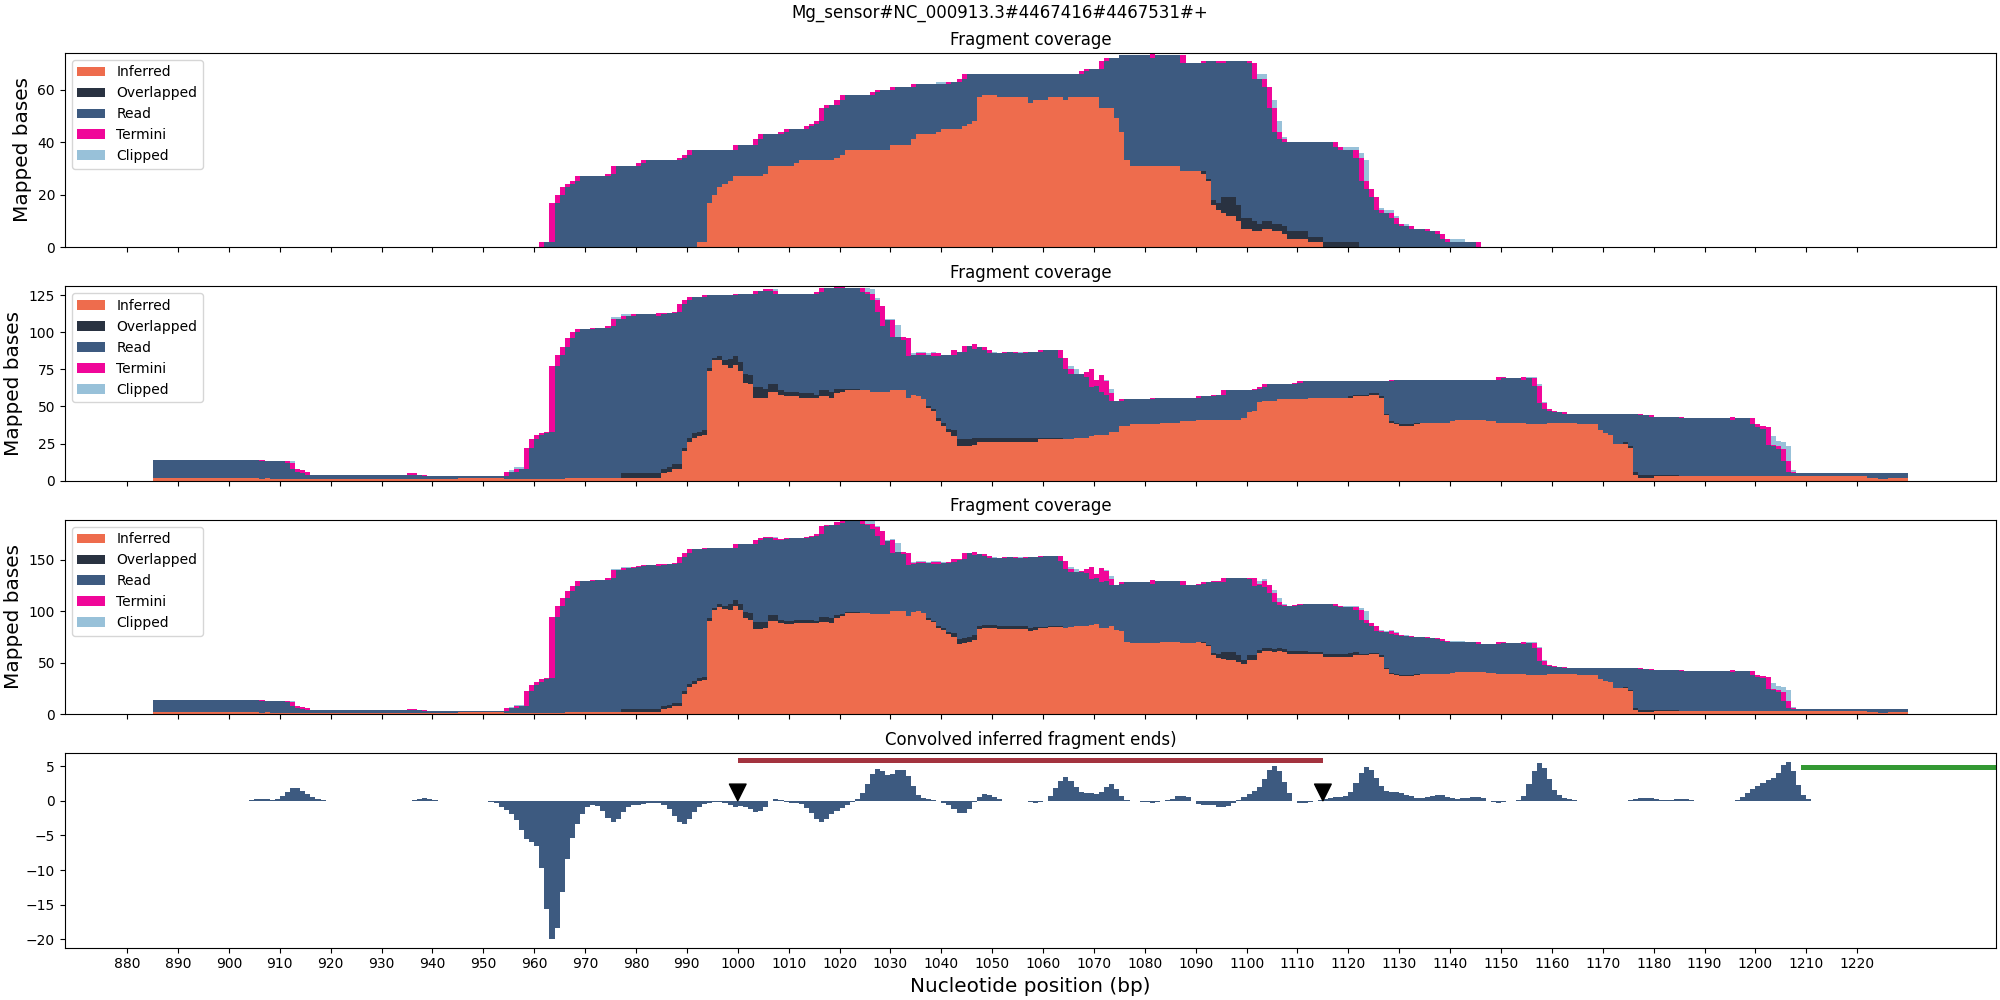 Mg_sensor#NC_000913.3#4467416#4467531#+
Fragment coverage
Mapped bases
60
40
20
0
Inferred
Overlapped
Read
Termini
Clipped
Fragment coverage
Mapped bases
125
100
75
50
25
0
Inferred
Overlapped
Read
Termini
Clipped
Fragment coverage
Mapped bases
150
100
50
0
Inferred
Overlapped
Read
Termini
Clipped
Convolved inferred fragment ends)
5
0
−5
−10
−15
−20
880 890 900 910 920 930 940 950 960 970 980 990 1000 1010 1020 1030 1040 1050 1060 1070 1080 1090 1100 1110 1120 1130 1140 1150 1160 1170 1180 1190 1200 1210 1220
Nucleotide position (bp)